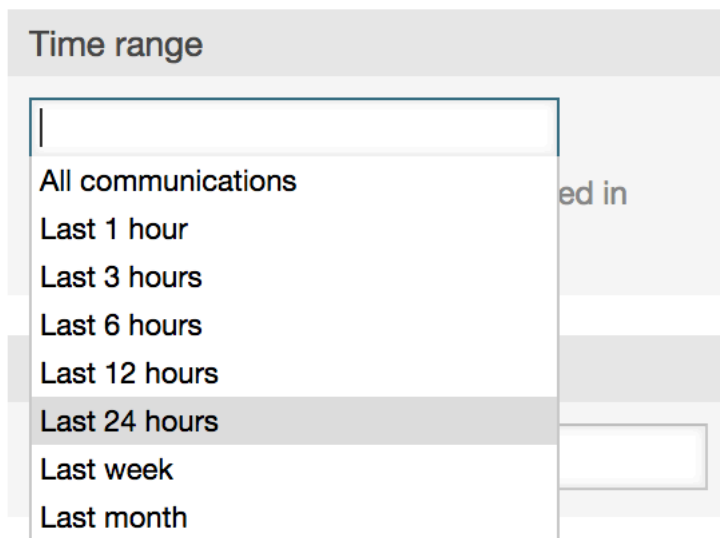 Time range
All communications
ed in
Last 1 hour
Last 3 hours
Last 6 hours
Last 12 hours
Last 24 hours
Last week
Last month